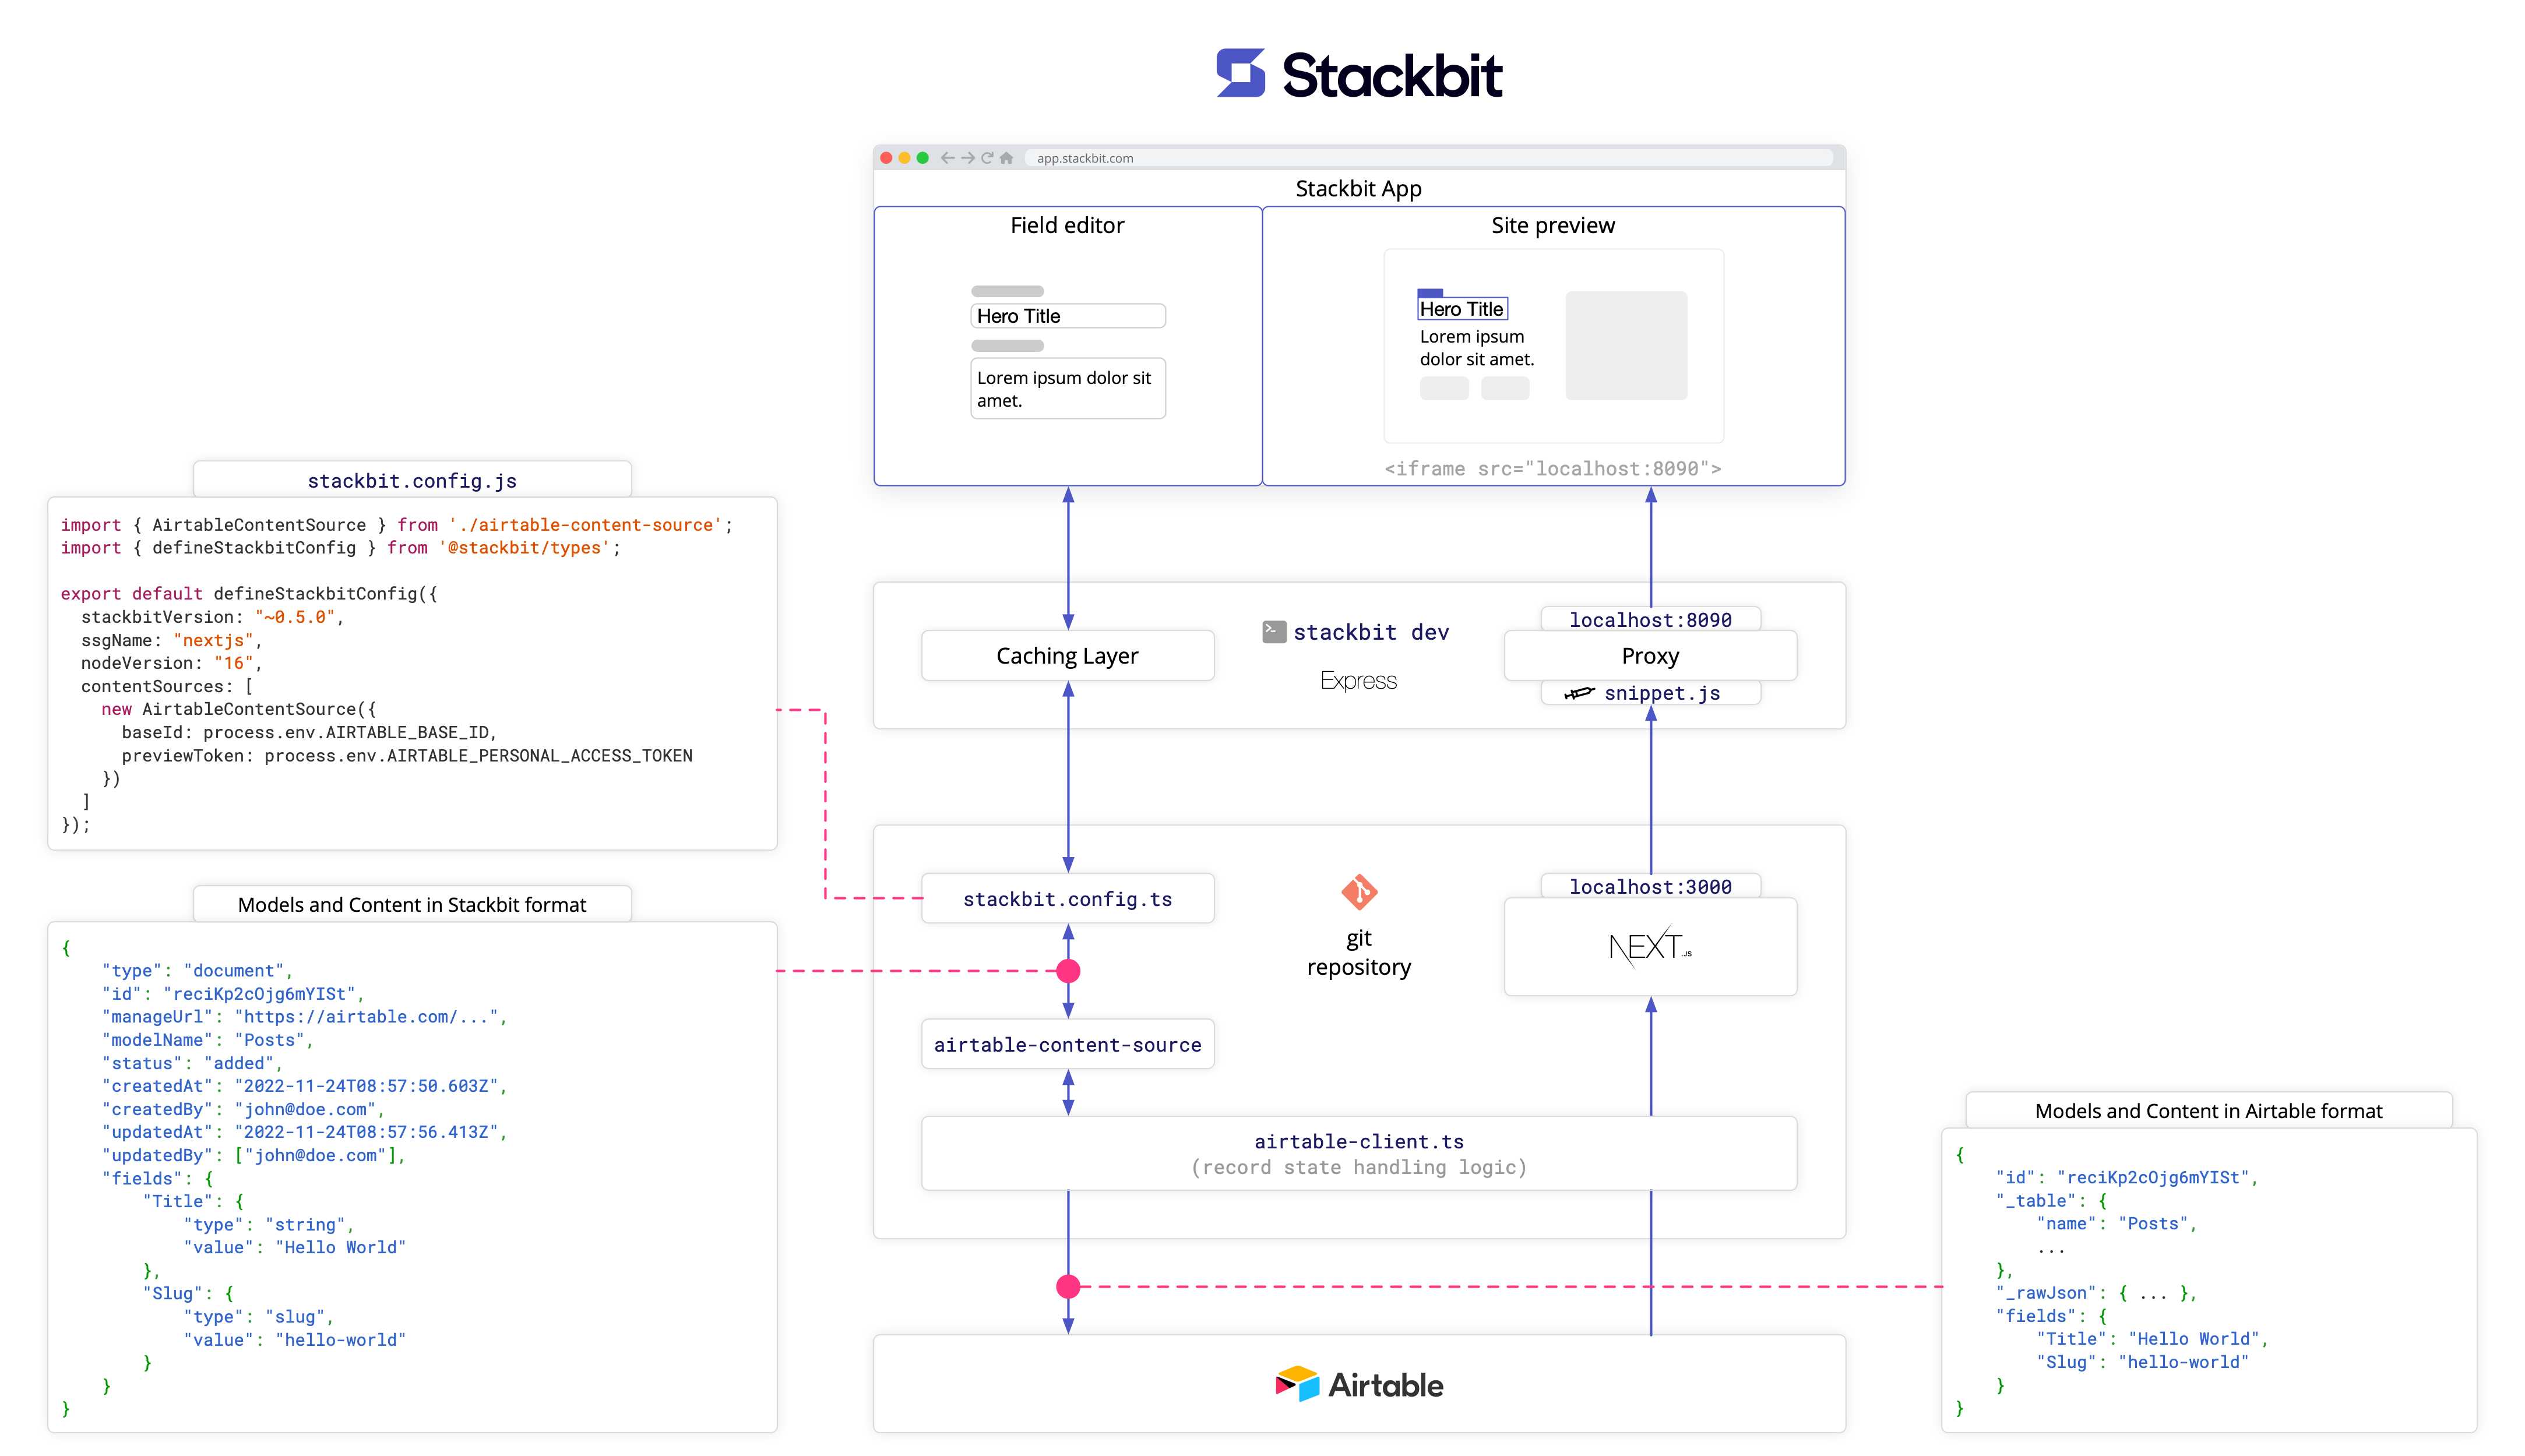 Stackbit
app.stackbit.com
Stackbit App
Field editor
Hero Title
Lorem ipsum dolor sit
amet.
Site preview
Hero Title
Lorem ipsum
dolor sit amet.
<iframe src="localhost:8090">
stackbit.config.js
import { AirtableContentSource } from './airtable-content-source';
import { defineStackbitConfig } from '@stackbit/types';
export default defineStackbitConfig({
  stackbitVersion: "~0.5.0",
  ssgName: "nextjs",
  nodeVersion: "16",
  contentSources: [
    new AirtableContentSource({
      baseId: process.env.AIRTABLE_BASE_ID,
      previewToken: process.env.AIRTABLE_PERSONAL_ACCESS_TOKEN
    })
  ]
});
Caching Layer
stackbit dev
Express
localhost:8090
Proxy
snippet.js
stackbit.config.ts
git
repository
localhost:3000
NEXT.JS
airtable-content-source
airtable-client.ts
(record state handling logic)
Airtable
Models and Content in Stackbit format
{
    "type": "document",
    "id": "reciKp2cOjg6mYISt",
    "manageUrl": "https://airtable.com/...",
    "modelName": "Posts",
    "status": "added",
    "createdAt": "2022-11-24T08:57:50.603Z",
    "createdBy": "john@doe.com",
    "updatedAt": "2022-11-24T08:57:56.413Z",
    "updatedBy": ["john@doe.com"],
    "fields": {
        "Title": {
            "type": "string",
            "value": "Hello World"
        },
        "Slug": {
            "type": "slug",
            "value": "hello-world"
        }
    }
}
Models and Content in Airtable format
{
    "id": "reciKp2cOjg6mYISt",
    "_table": {
        "name": "Posts",
        ...
    },
    "_rawJson": { ... },
    "fields": {
        "Title": "Hello World",
        "Slug": "hello-world"
    }
}